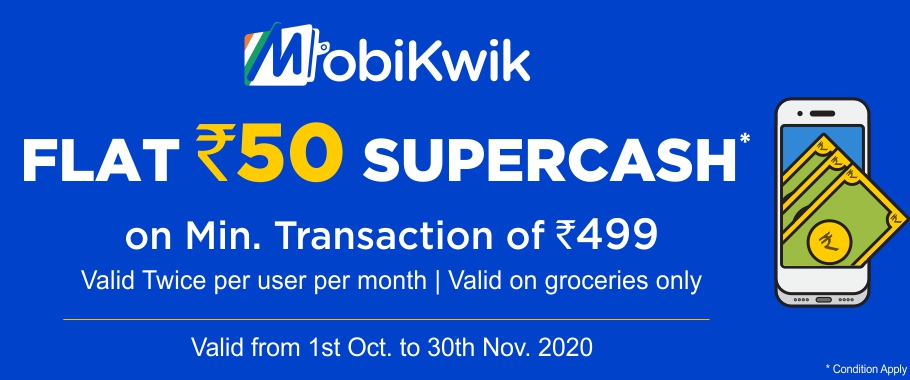 MobiKwik
FLAT ₹50 SUPERCASH*
on Min. Transaction of ₹499
Valid Twice per user per month | Valid on groceries only
Valid from 1st Oct. to 30th Nov. 2020
* Condition Apply